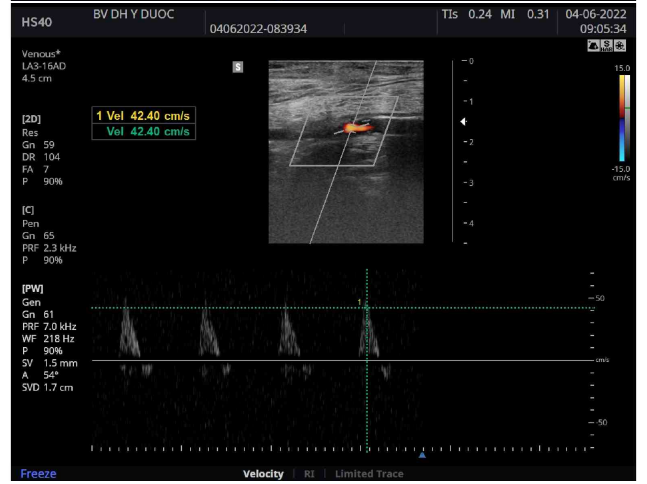 HS40
BV DH Y DUOC
04062022-083934
TIs 0.24 MI 0.31
04-06-2022
09:05:34
Venous*
LA3-16AD
4.5 cm
S
1 Vel 42.40 cm/s
Vel 42.40 cm/s
[2D]
Res
Gn 59
DR 104
FA 7
P 90%
[C]
Pen
Gn 65
PRF 2.3 kHz
P 90%
[PW]
Gen
Gn 61
PRF 7.0 kHz
WF 218 Hz
P 90%
SV 1.5 mm
A 54°
SVD 1.7 cm
0
-1
-2
-3
-4
15.0
-15.0
cm/s
1
-50
cm/s
-50
Freeze
Velocity RI Limited Trace